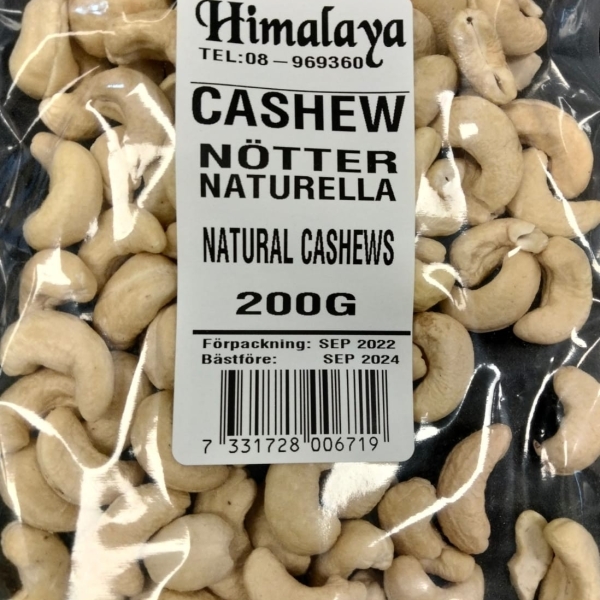 Himalaya
TEL:08-969360
CASHEW
NÖTTER
NATURELLA
NATURAL CASHEWS
200G
Förpackning: SEP 2022
Bästföre: SEP 2024
7 331728 006719